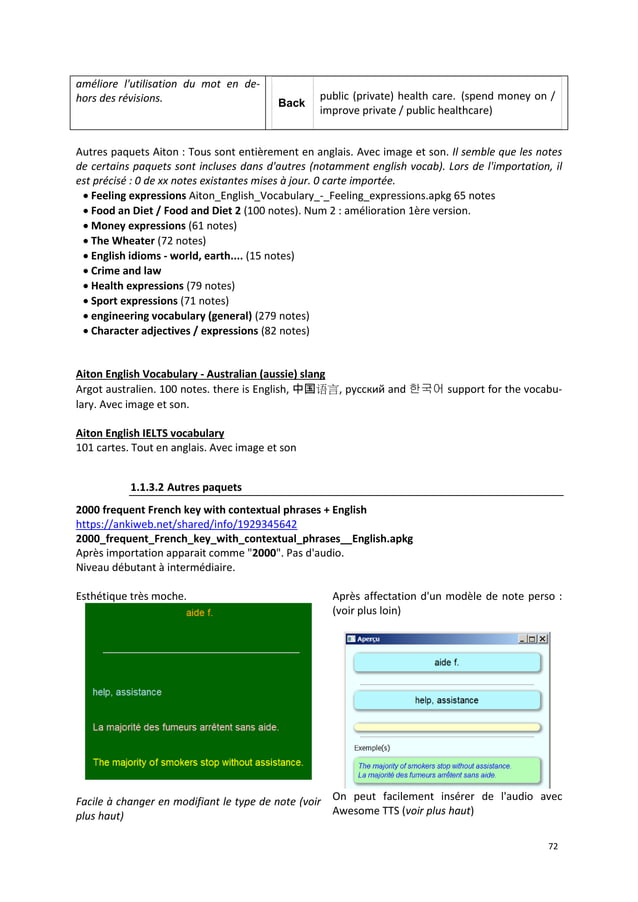 améliore l'utilisation du mot en de-
hors des révisions.
Back
public (private) health care. (spend money on /
improve private / public healthcare)
Autres paquets Aiton : Tous sont entièrement en anglais. Avec image et son. Il semble que les notes
de certains paquets sont incluses dans d'autres (notamment english vocab). Lors de l'importation, il
est précisé : 0 de xx notes existantes mises à jour. 0 carte importée.
• Feeling expressions Aiton_English_Vocabulary_-_Feeling_expressions.apkg 65 notes
• Food an Diet / Food and Diet 2 (100 notes). Num 2 : amélioration 1ère version.
• Money expressions (61 notes)
• The Wheater (72 notes)
• English idioms - world, earth.... (15 notes)
• Crime and law
• Health expressions (79 notes)
• Sport expressions (71 notes)
• engineering vocabulary (general) (279 notes)
• Character adjectives / expressions (82 notes)
Aiton English Vocabulary - Australian (aussie) slang
Argot australien. 100 notes. there is English, 中国语言, русский and 한국어 support for the vocabu-
lary. Avec image et son.
Aiton English IELTS vocabulary
101 cartes. Tout en anglais. Avec image et son
1.1.3.2 Autres paquets
2000 frequent French key with contextual phrases + English
https://ankiweb.net/shared/info/1929345642
2000_frequent_French_key_with_contextual_phrases__English.apkg
Après importation apparait comme "2000". Pas d'audio.
Niveau débutant à intermédiaire.
Esthétique très moche.
aide f.
help, assistance
La majorité des fumeurs arrêtent sans aide.
The majority of smokers stop without assistance.
Facile à changer en modifiant le type de note (voir
plus haut)
Après affectation d'un modèle de note perso :
(voir plus loin)
Aperçu
aide f.
help, assistance
Exemple(s)
The majority of smokers stop without assistance.
La majorité des fumeurs arrêtent sans aide.
On peut facilement insérer de l'audio avec
Awesome TTS (voir plus haut)
72